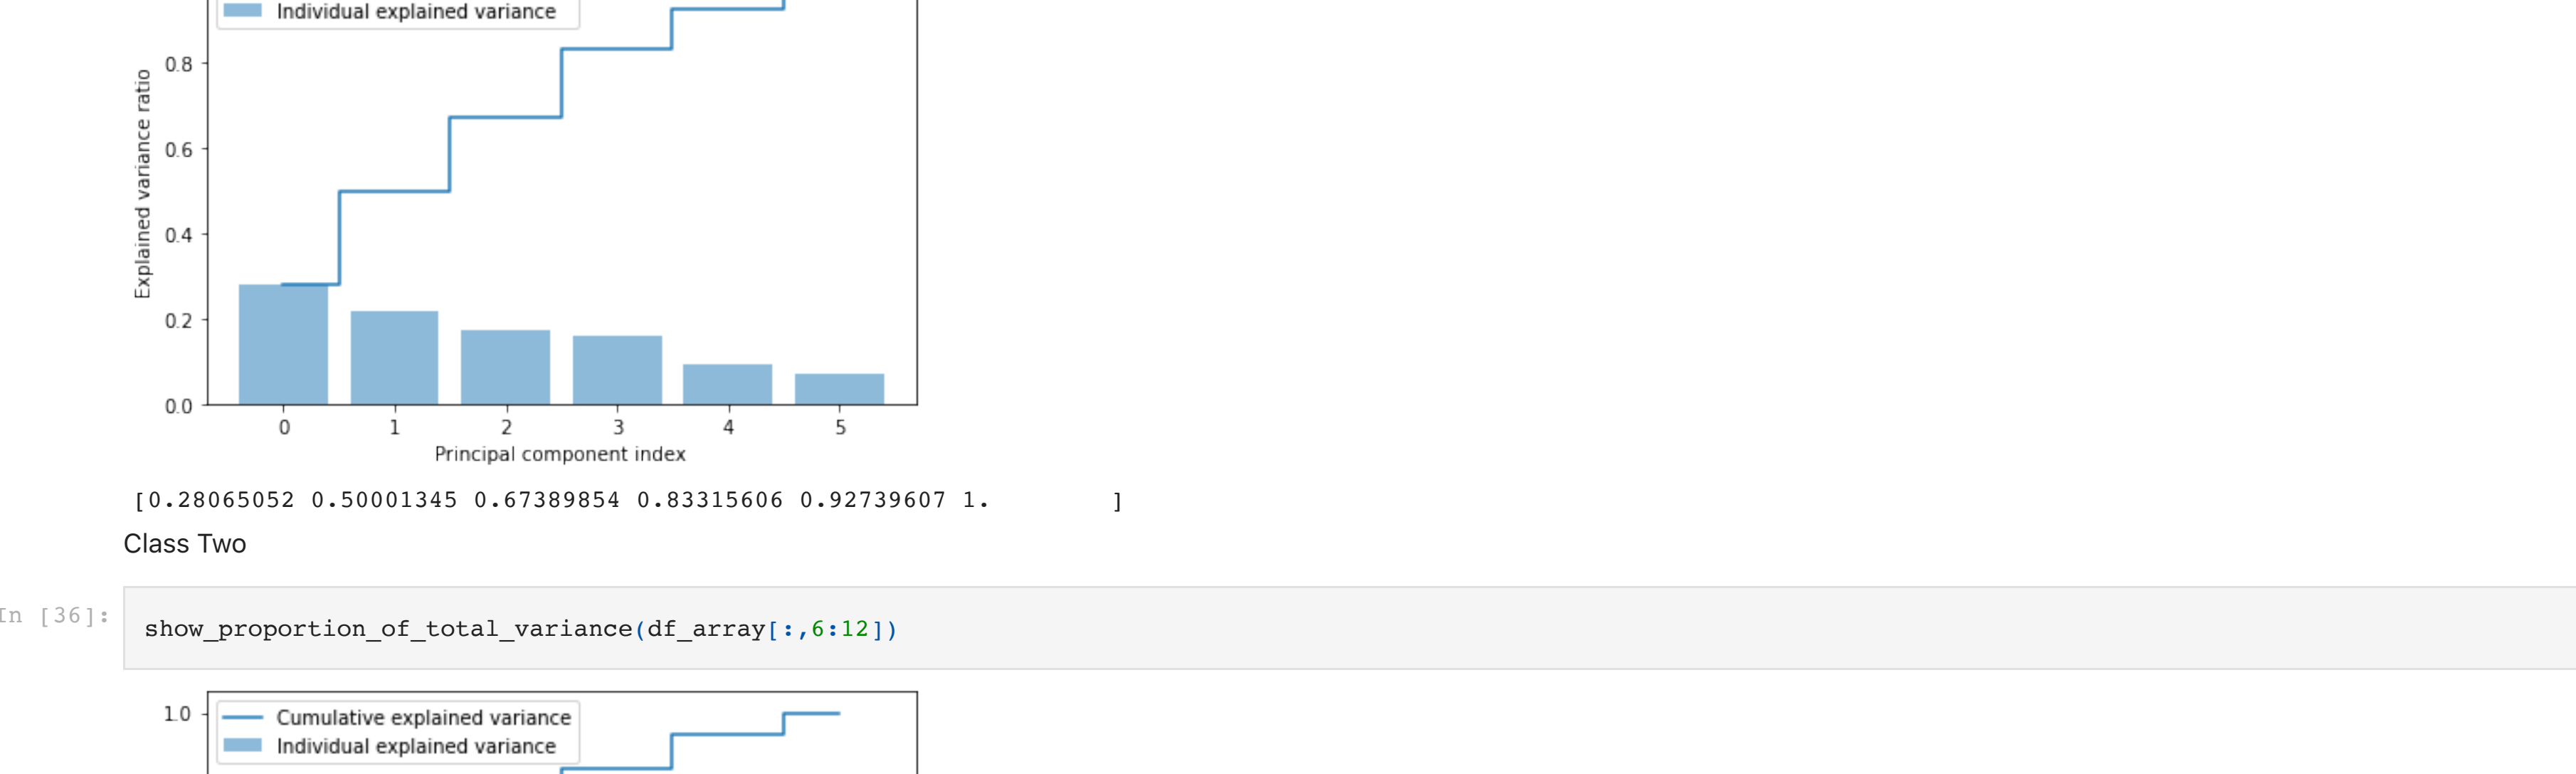 Individual explained variance
0.8
0.6
0.4
0.2
0.0
Explained variance ratio
0 1 2 3 4 5
Principal component index
[0.28065052 0.50001345 0.67389854 0.83315606 0.92739607 1.        ]
Class Two
In [36]:
show_proportion_of_total_variance(df_array[:,6:12])
1.0
Cumulative explained variance
Individual explained variance